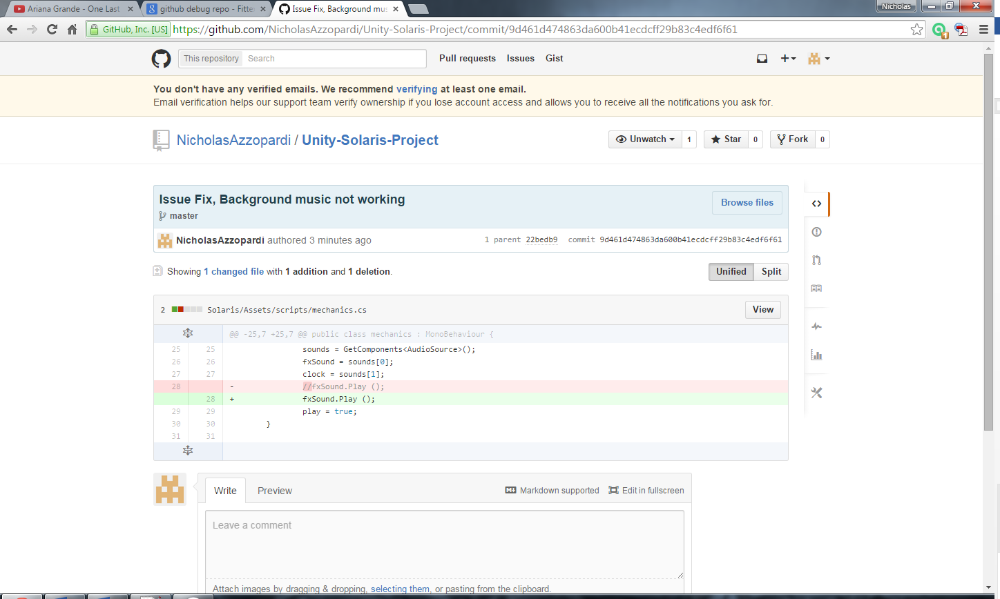 Ariana Grande - One Last
github debug repo - Fitte
Issue Fix, Background mus
Nicholas
GitHub, Inc. [US] https://github.com/NicholasAzzopardi/Unity-Solaris-Project/commit/9d461d474863da600b41ecdcff29b83c4edf6f61
This repository Search Pull requests Issues Gist
You don't have any verified emails. We recommend verifying at least one email.
Email verification helps our support team verify ownership if you lose account access and allows you to receive all the notifications you ask for.
NicholasAzzopardi / Unity-Solaris-Project Unwatch 1 Star 0 Fork 0
Issue Fix, Background music not working Browse files
master
NicholasAzzopardi authored 3 minutes ago 1 parent 22bedb9 commit 9d461d474863da600b41ecdcff29b83c4edf6f61
Showing 1 changed file with 1 addition and 1 deletion. Unified Split
2 Solaris/Assets/scripts/mechanics.cs View
@@ -25,7 +25,7 @@ public class mechanics : MonoBehaviour {
25 25 sounds = GetComponents<AudioSource>();
26 26 fxSound = sounds[0];
27 27 clock = sounds[1];
28 - //fxSound.Play ();
28 + fxSound.Play ();
29 29 play = true;
30 30 }
31 31
Write Preview Markdown supported Edit in fullscreen
Leave a comment
Attach images by dragging & dropping, selecting them, or pasting from the clipboard.